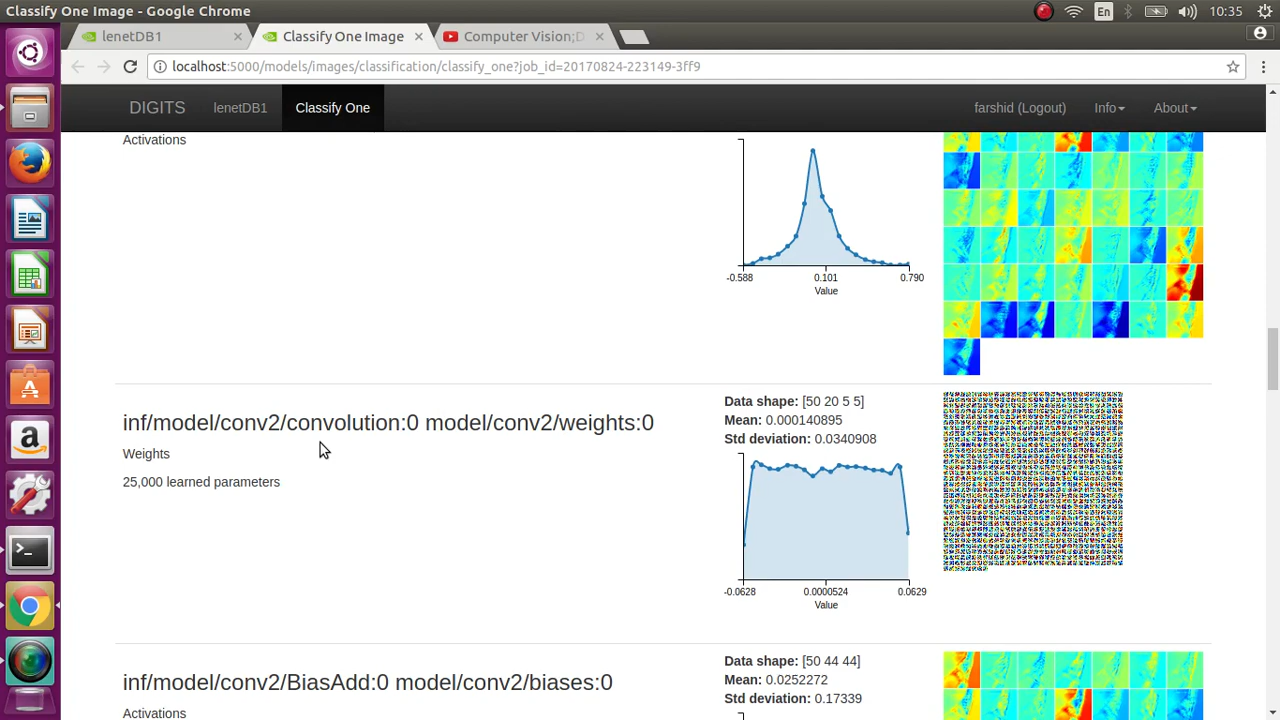 Classify One Image - Google Chrome
En
10:35
lenetDB1
Classify One Image
Computer Vision;D
localhost:5000/models/images/classification/classify_one?job_id=20170824-223149-3ff9
DIGITS
lenetDB1
Classify One
farshid (Logout)
Info
About
Activations
-0.588
0.101
0.790
Value
inf/model/conv2/convolution:0 model/conv2/weights:0
Weights
25,000 learned parameters
Data shape: [50 20 5 5]
Mean: 0.000140895
Std deviation: 0.0340908
-0.0628
0.0000524
0.0629
Value
inf/model/conv2/BiasAdd:0 model/conv2/biases:0
Activations
Data shape: [50 44 44]
Mean: 0.0252272
Std deviation: 0.17339